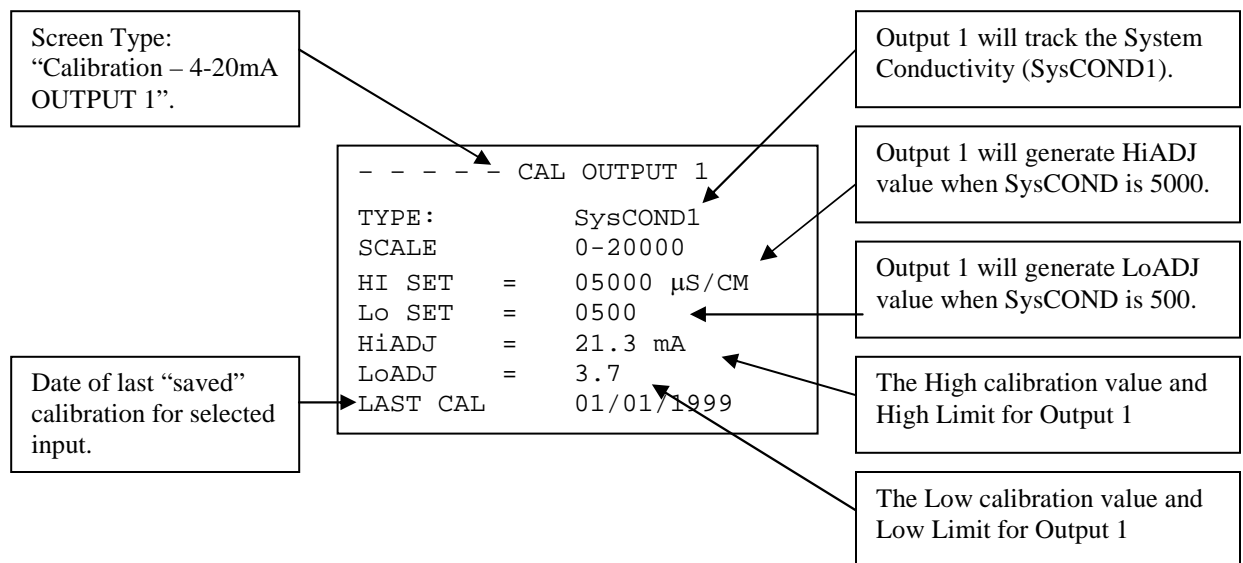 Screen Type:
“Calibration – 4-20mA
OUTPUT 1”.
Output 1 will track the System
Conductivity (SysCOND1).
Output 1 will generate HiADJ
value when SysCOND is 5000.
Output 1 will generate LoADJ
value when SysCOND is 500.
– – – – – CAL OUTPUT 1
TYPE: SysCOND1
SCALE 0-20000
HI SET = 05000 µS/CM
Lo SET = 0500
HiADJ = 21.3 mA
LoADJ = 3.7
LAST CAL 01/01/1999
Date of last “saved”
calibration for selected
input.
The High calibration value and
High Limit for Output 1
The Low calibration value and
Low Limit for Output 1